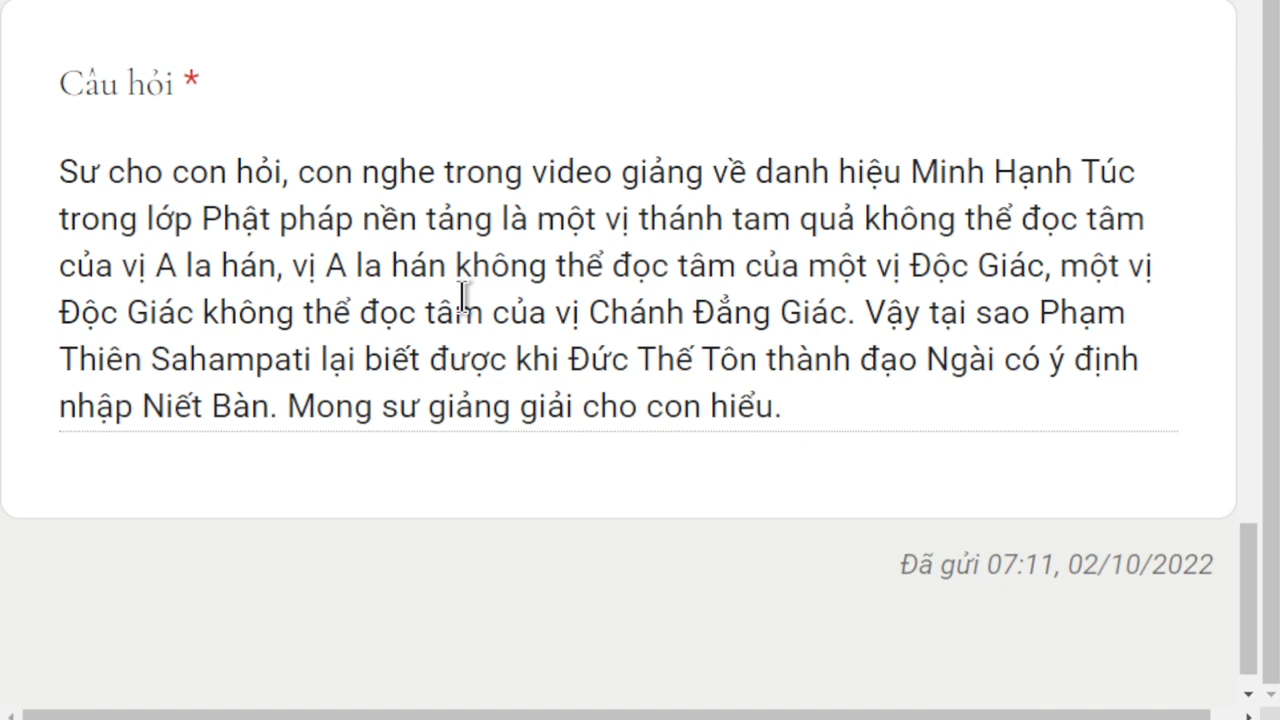 Câu hỏi *
Sư cho con hỏi, con nghe trong video giảng về danh hiệu Minh Hạnh Túc
trong lớp Phật pháp nền tảng là một vị thánh tam quả không thể đọc tâm
của vị A la hán, vị A la hán không thể đọc tâm của một vị Độc Giác, một vị
Độc Giác không thể đọc tâm của vị Chánh Đẳng Giác. Vậy tại sao Phạm
Thiên Sahampati lại biết được khi Đức Thế Tôn thành đạo Ngài có ý định
nhập Niết Bàn. Mong sư giảng giải cho con hiểu.
Đã gửi 07:11, 02/10/2022